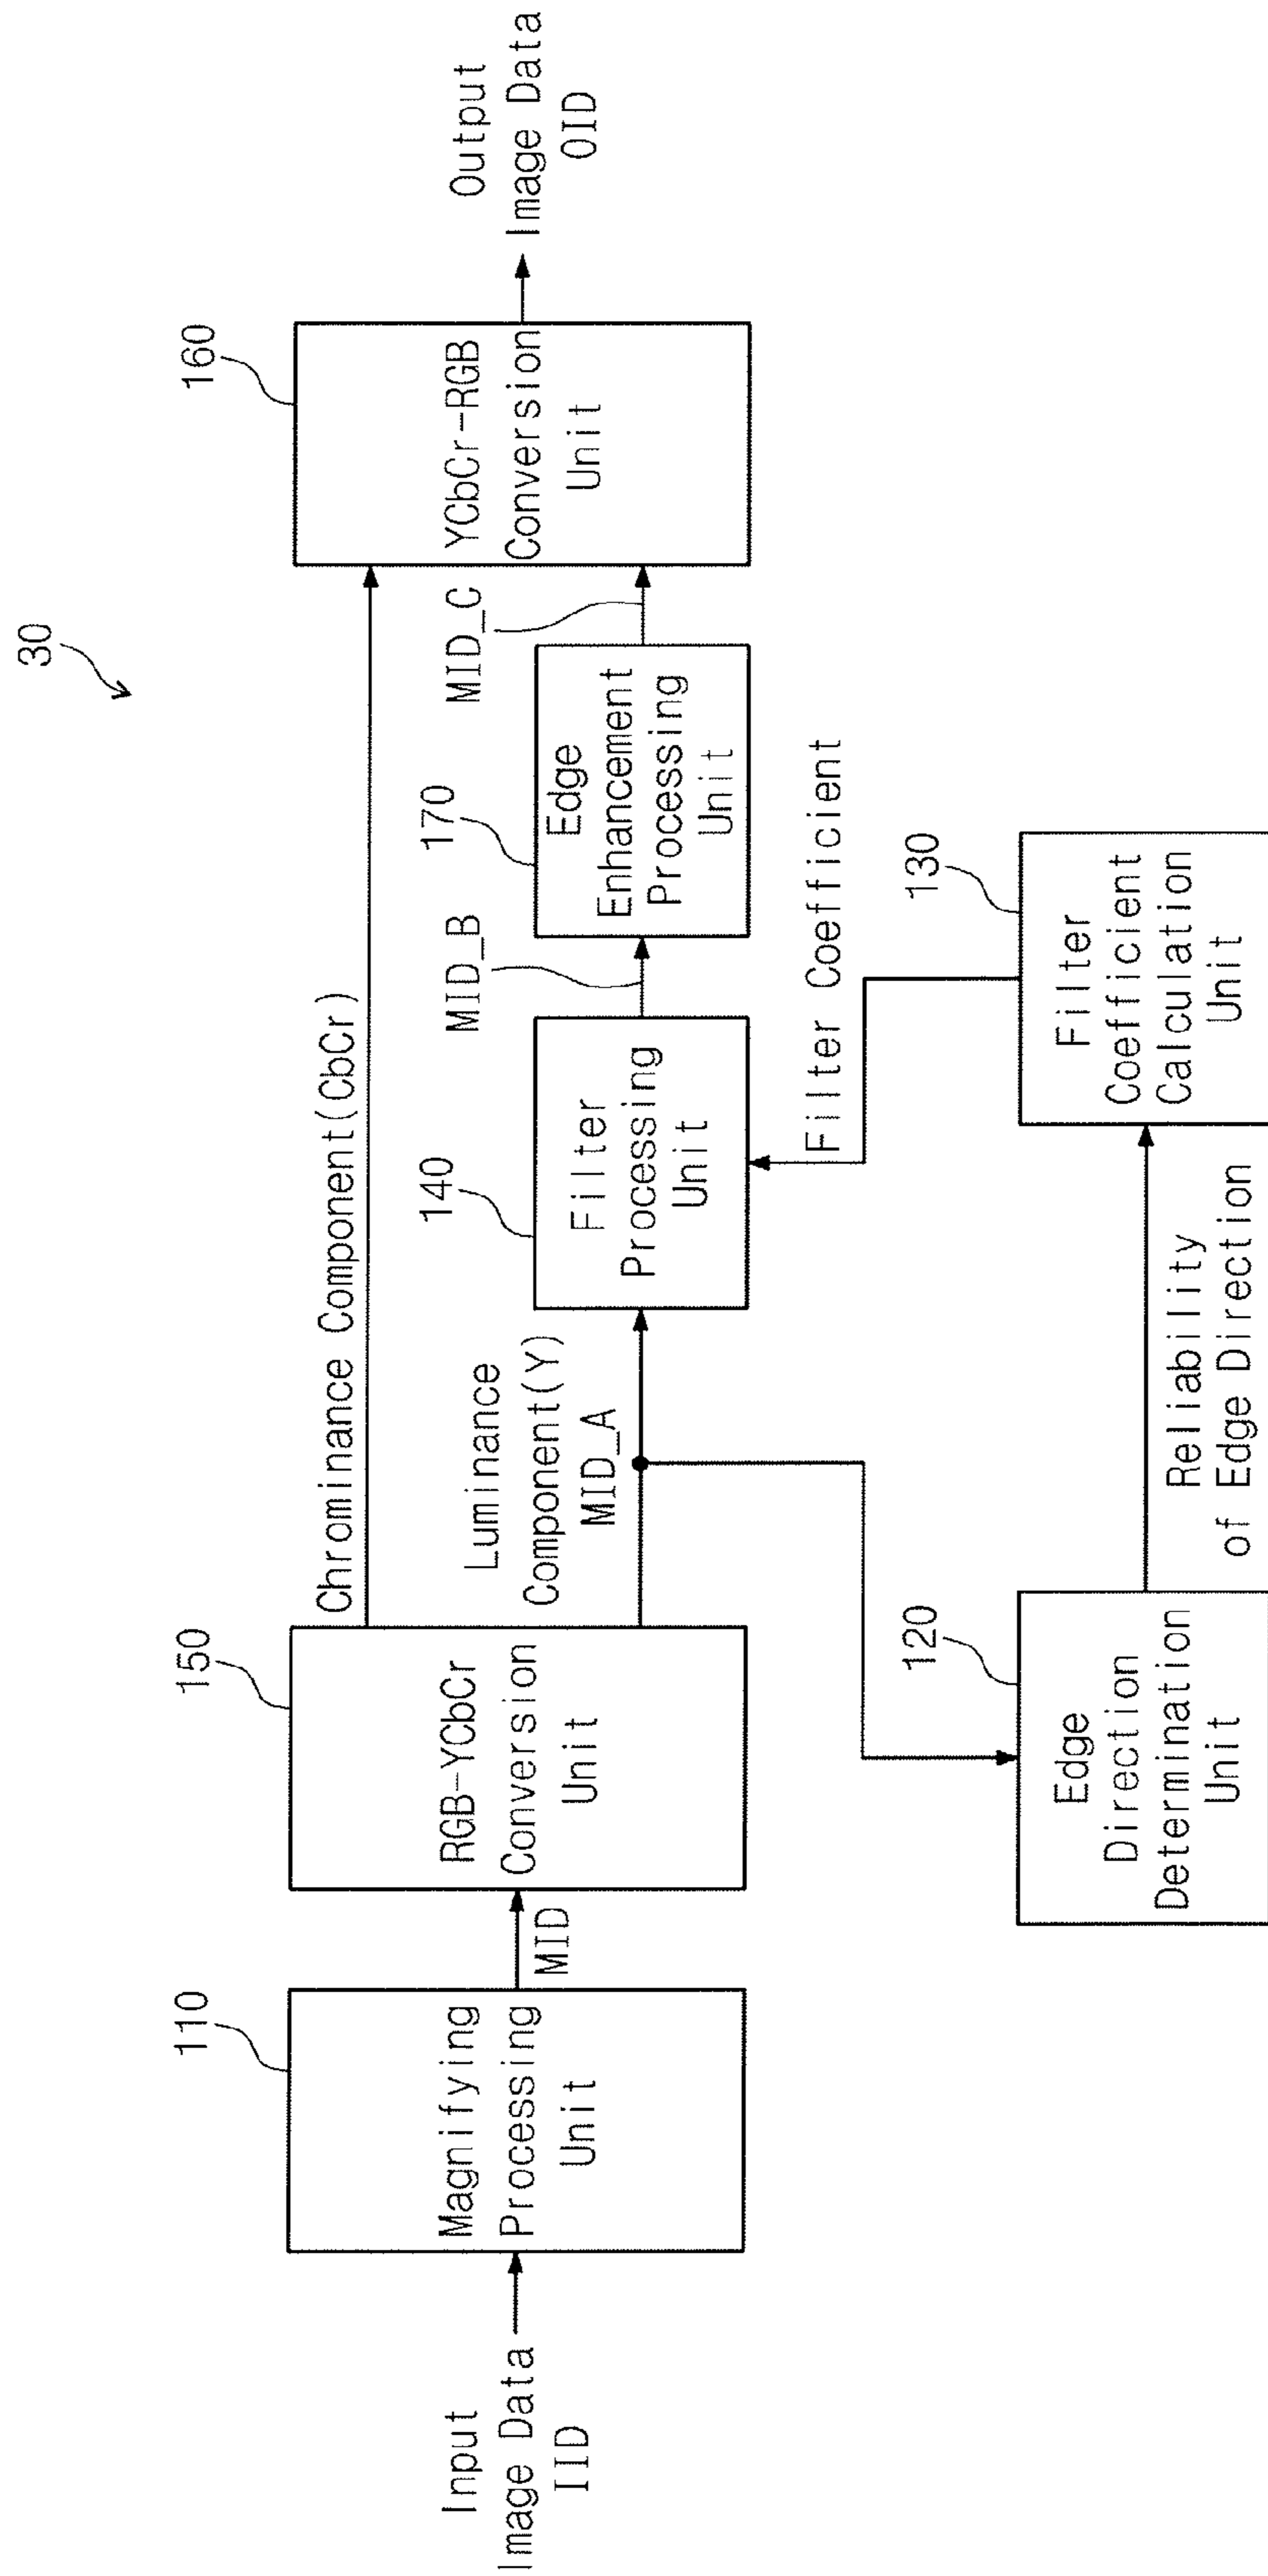 30
Input
Image Data
IID
110
Magnifying
Processing
Unit
MID
150
RGB-YCbCr
Conversion
Unit
Chrominance Component(CbCr)
Luminance
Component(Y)
MID_A
140
Filter
Processing
Unit
MID_B
170
Edge
Enhancement
Processing
Unit
MID_C
160
YCbCr-RGB
Conversion
Unit
Output
Image Data
OID
120
Edge
Direction
Determination
Unit
Reliability
of Edge Direction
130
Filter
Coefficient
Calculation
Unit
Filter Coefficient